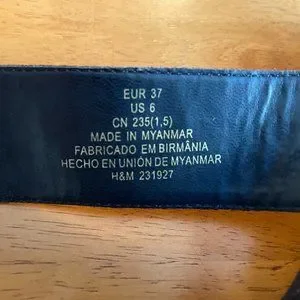 EUR 37
US 6
CN 235(1,5)
MADE IN MYANMAR
FABRICADO EM BIRMÂNIA
HECHO EN UNIÓN DE MYANMAR
H&M 231927